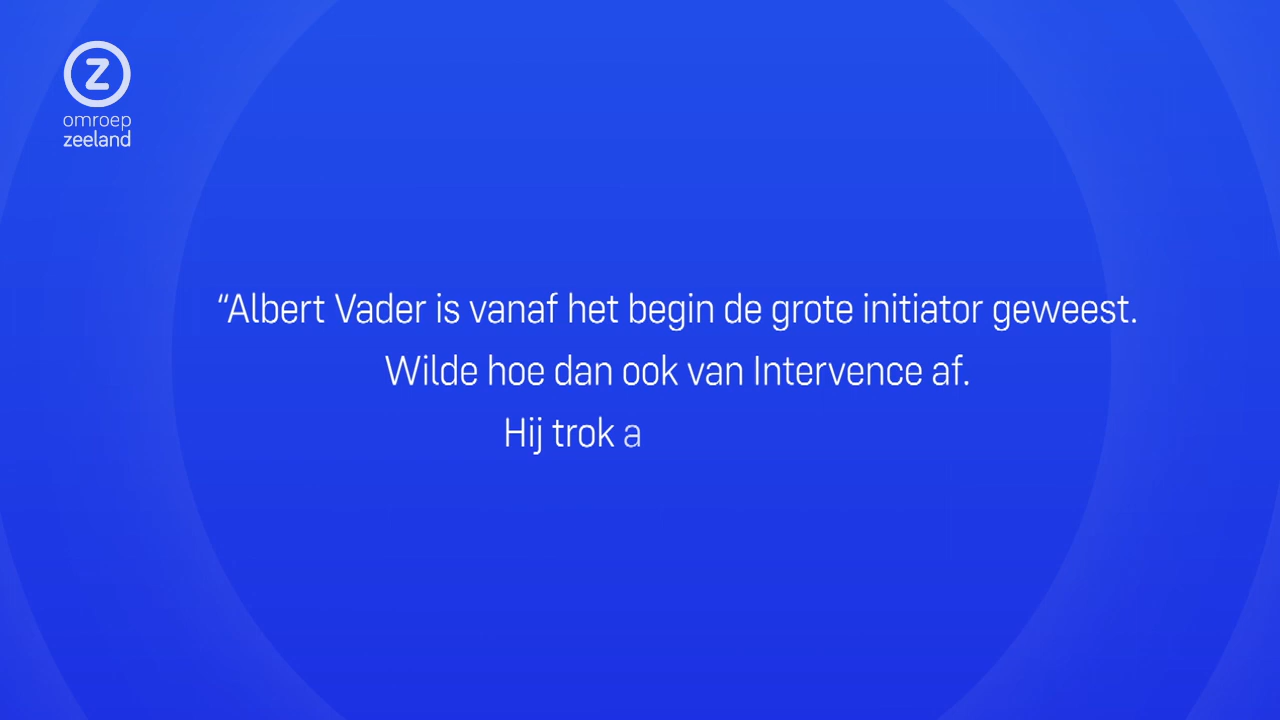 Z
omroep
zeeland
“Albert Vader is vanaf het begin de grote initiator geweest.
Wilde hoe dan ook van Intervence af.
Hij trok a